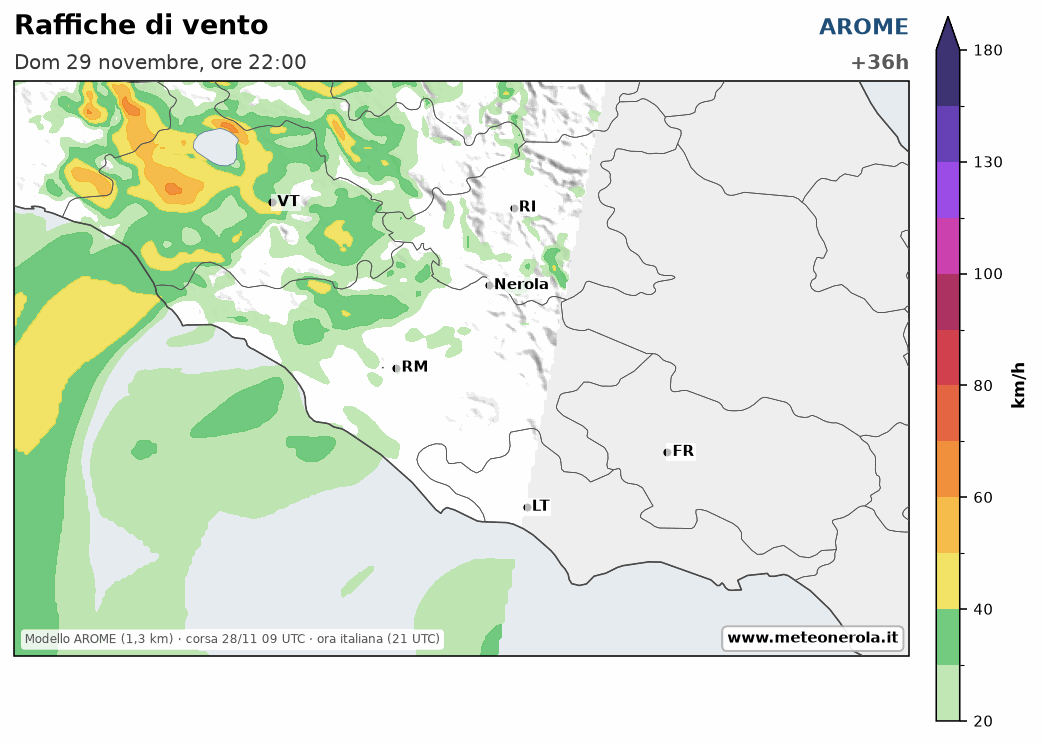 Raffiche di vento
AROME
Dom 29 novembre, ore 22:00
+36h
180
130
100
80
60
40
20
km/h
VT
RI
Nerola
RM
FR
LT
Modello AROME (1,3 km) · corsa 28/11 09 UTC · ora italiana (21 UTC)
www.meteonerola.it